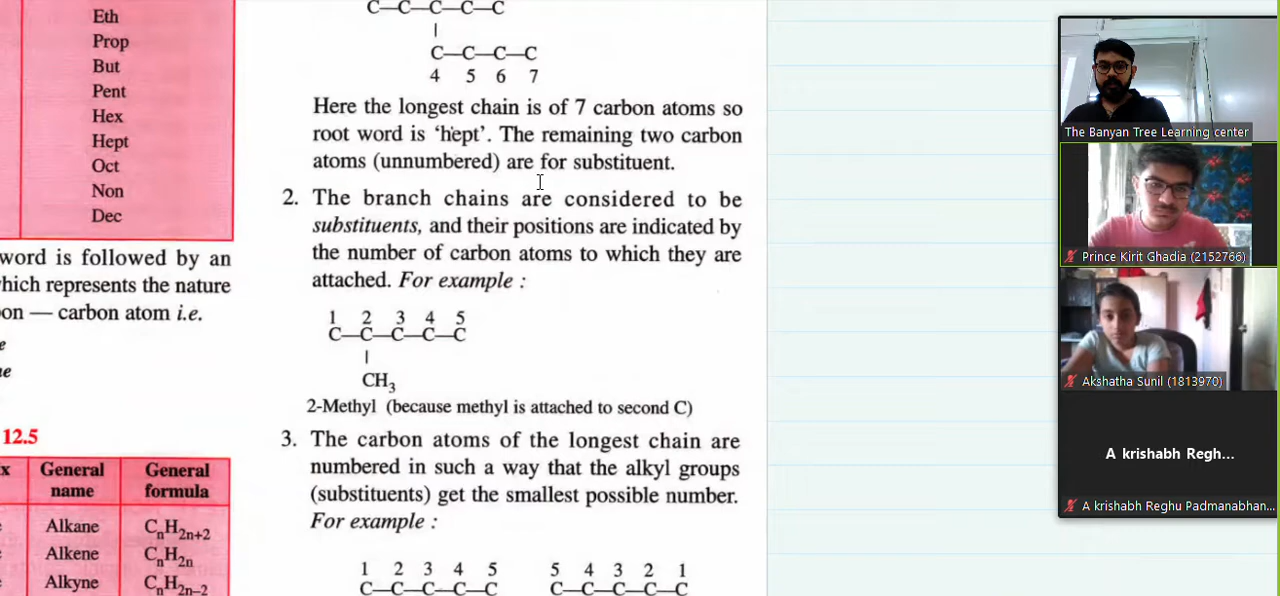 Eth
Prop
But
Pent
Hex
Hept
Oct
Non
Dec
word is followed by an
which represents the nature
on — carbon atom i.e.
12.5
General name
General formula
Alkane CnH2n+2
Alkene CnH2n
Alkyne CnH2n–2
C—C—C—C—C
|
C—C—C—C
4 5 6 7
Here the longest chain is of 7 carbon atoms so
root word is ‘hept’. The remaining two carbon
atoms (unnumbered) are for substituent.
2. The branch chains are considered to be
substituents, and their positions are indicated by
the number of carbon atoms to which they are
attached. For example :
1 2 3 4 5
C—C—C—C—C
|
CH3
2-Methyl (because methyl is attached to second C)
3. The carbon atoms of the longest chain are
numbered in such a way that the alkyl groups
(substituents) get the smallest possible number.
For example :
1 2 3 4 5 5 4 3 2 1
C—C—C—C—C C—C—C—C—C
The Banyan Tree Learning center
Prince Kirit Ghadia (2152766)
Akshatha Sunil (1813970)
A krishabh Regh...
A krishabh Reghu Padmanabhan...